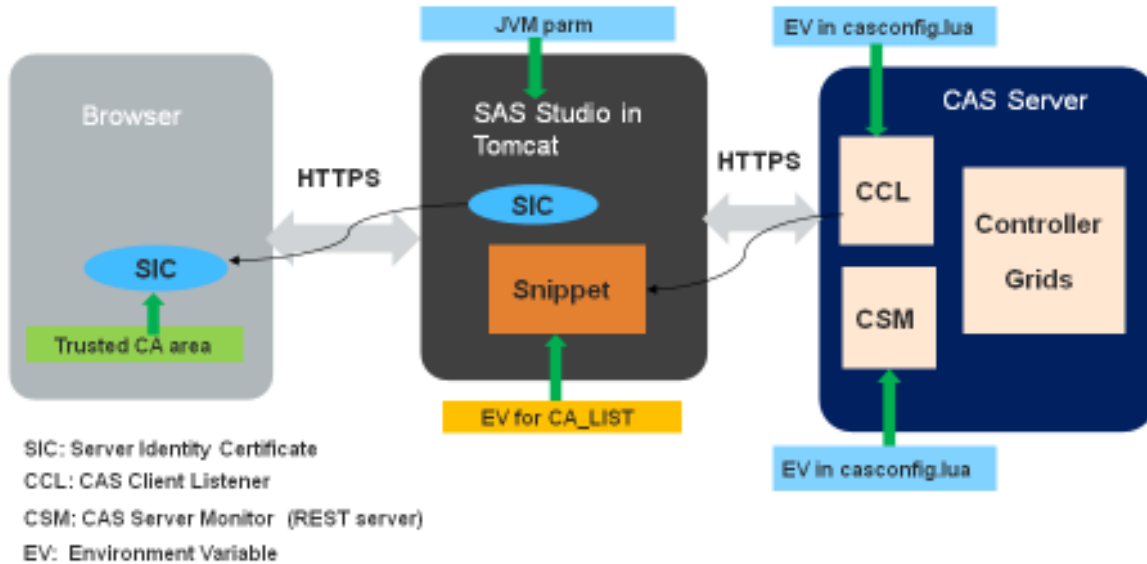 JVM parm
EV in casconfig.lua
Browser
SAS Studio in
Tomcat
CAS Server
HTTPS
HTTPS
SIC
SIC
Snippet
CCL
CSM
Controller
Grids
Trusted CA area
EV for CA_LIST
EV in casconfig.lua
SIC: Server Identity Certificate
CCL: CAS Client Listener
CSM: CAS Server Monitor (REST server)
EV: Environment Variable